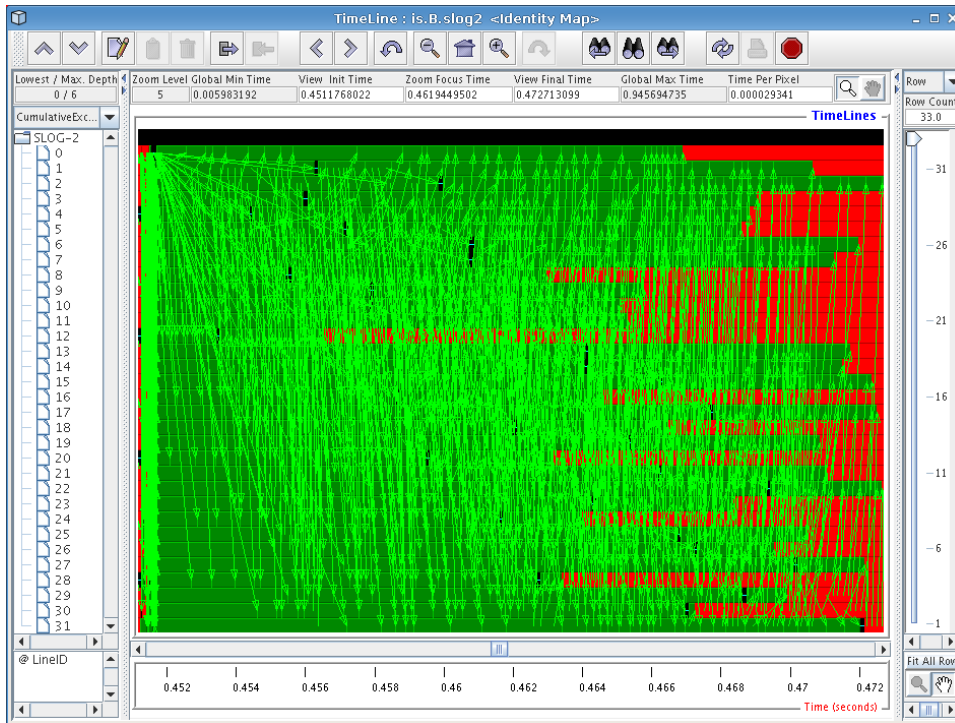 TimeLine : is.B.slog2 <Identity Map>
Lowest / Max. Depth
0 / 6
Zoom Level Global Min Time View Init Time Zoom Focus Time View Final Time Global Max Time Time Per Pixel
5 0.005983192 0.4511768022 0.4619449502 0.472713099 0.945694735 0.000029341
Row
Row Count
33.0
CumulativeExc...
TimeLines
SLOG-2
0
1
2
3
4
5
6
7
8
9
10
11
12
13
14
15
16
17
18
19
20
21
22
23
24
25
26
27
28
29
30
31
31
26
21
16
11
6
1
@ LineID
0.452 0.454 0.456 0.458 0.46 0.462 0.464 0.466 0.468 0.47 0.472
Time (seconds)
Fit All Row